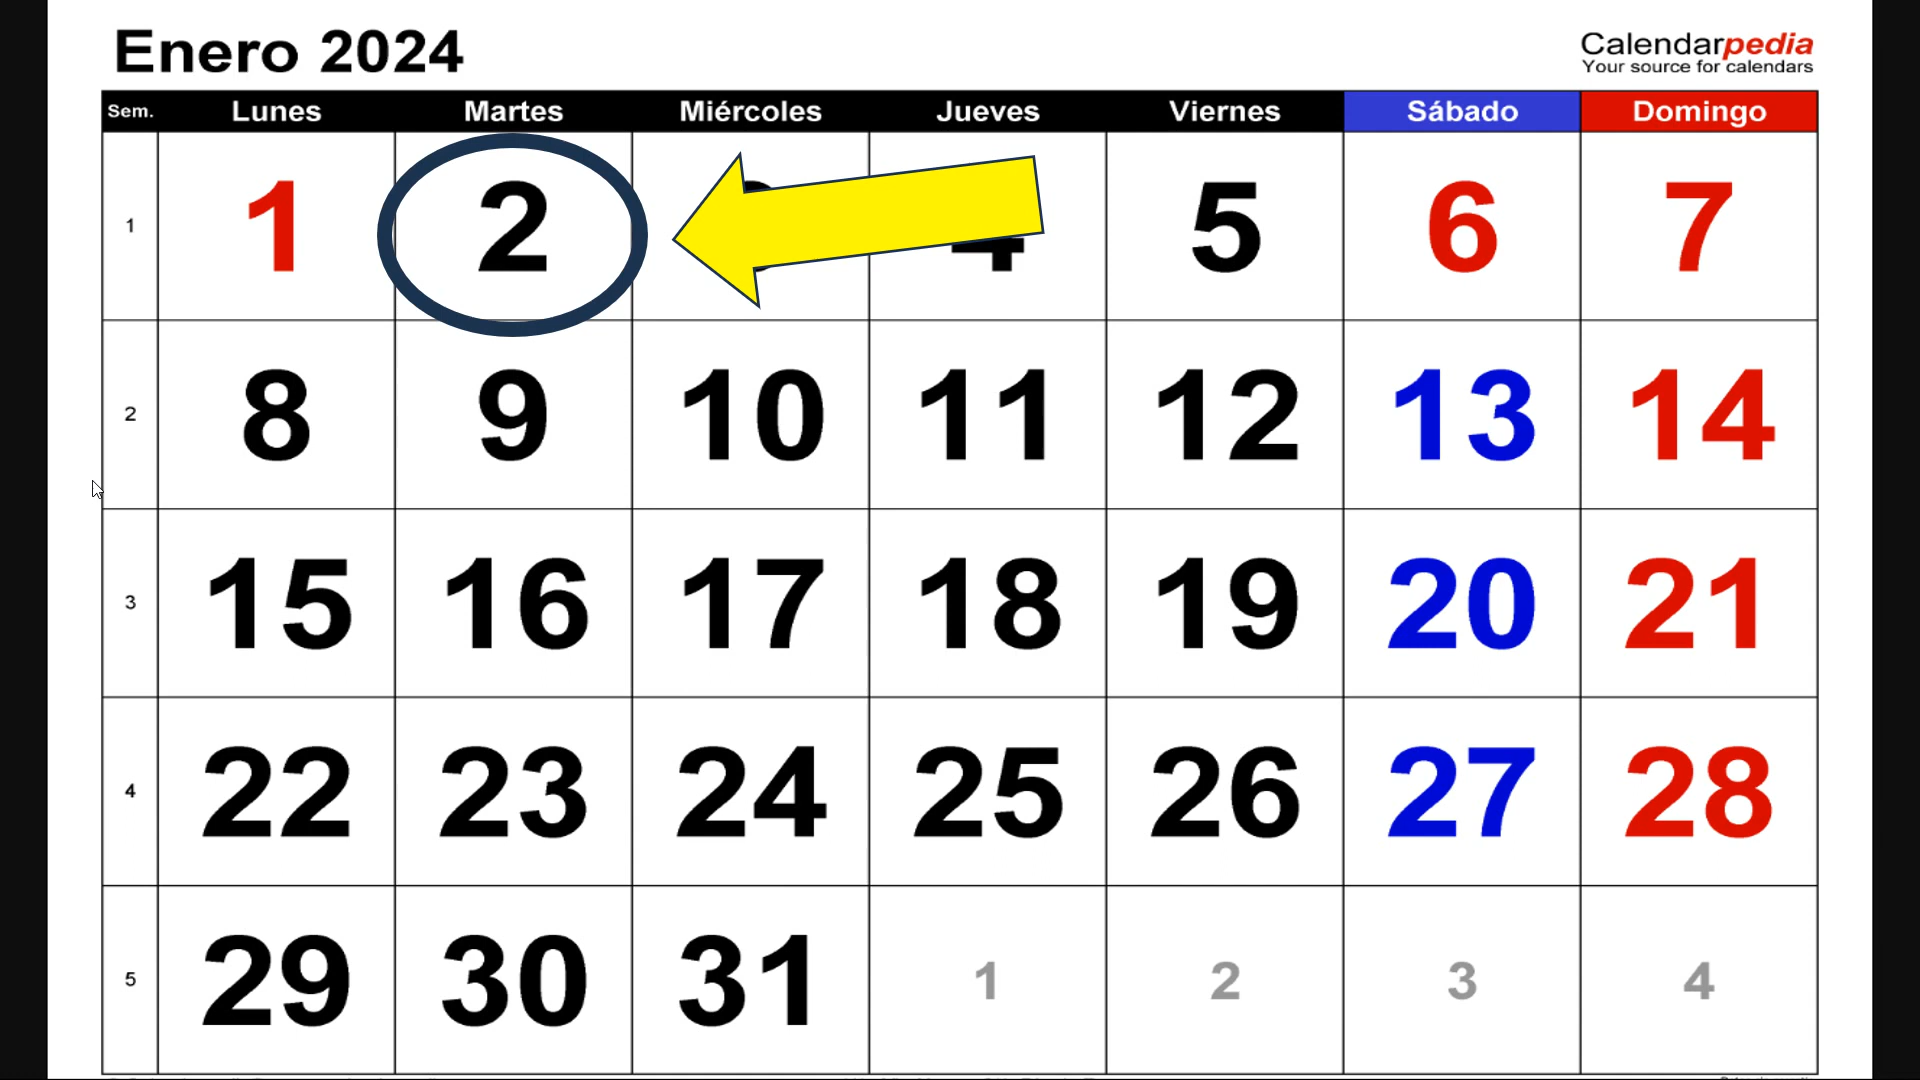 Enero 2024
Calendarpedia
Your source for calendars
Sem. Lunes Martes Miércoles Jueves Viernes Sábado Domingo
1 1 2 4 5 6 7
2 8 9 10 11 12 13 14
3 15 16 17 18 19 20 21
4 22 23 24 25 26 27 28
5 29 30 31 1 2 3 4